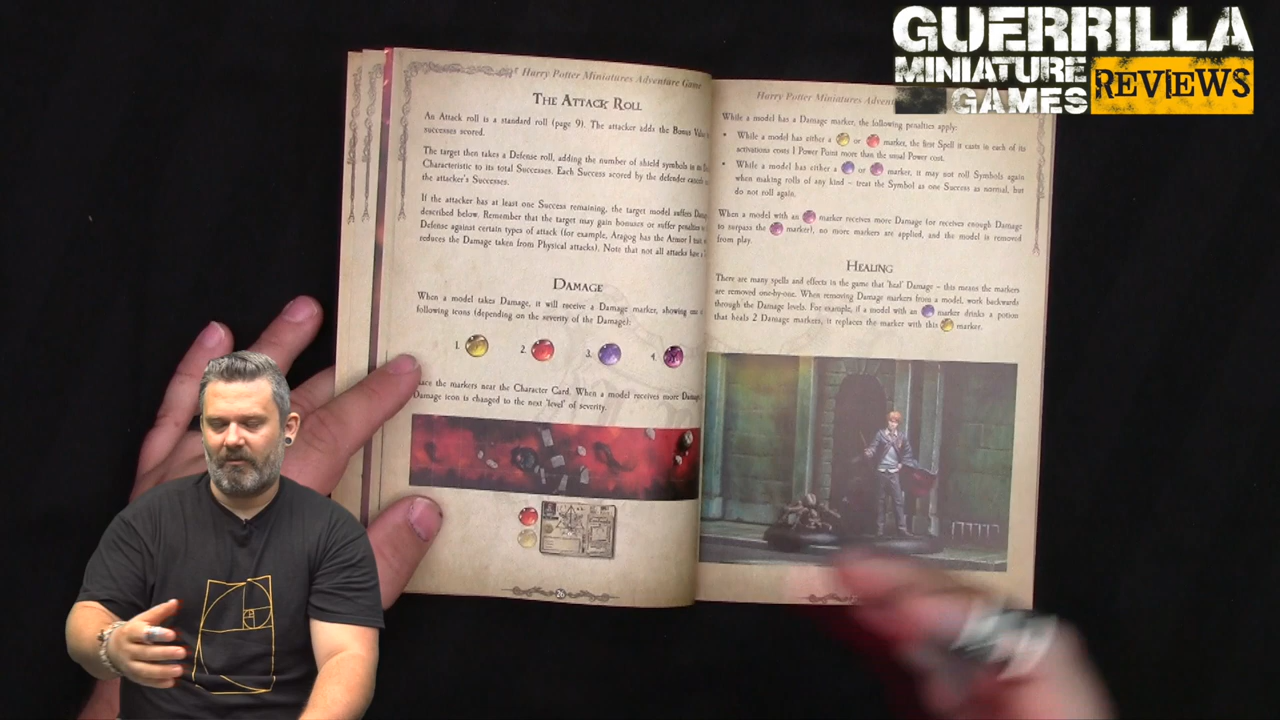 GUERRILLA
MINIATURE
GAMES
REVIEWS
Harry Potter Miniatures Adventure Game
THE ATTACK ROLL
An Attack roll is a standard roll (page 9). The attacker adds the Bonus
successes scored.
The target then takes a Defense roll, adding the number of shield symbols in
Characteristic to its total Successes. Each Success scored by the defender
the attacker's Successes.
If the attacker has at least one Success remaining, the target model suffers
described below. Remember that the target may gain bonuses or suffer
Defense against certain types of attack (for example, Aragog has the Armor
reduces the Damage taken from Physical attacks). Note that not all attacks
DAMAGE
When a model takes Damage, it will receive a Damage marker, showing
following icons (depending on the severity of the Damage):
1. 2. 3. 4.
the markers near the Character Card. When a model receives more
Damage icon is changed to the next 'level' of severity.
26
Harry Potter Miniatures
While a model has a Damage marker, the following penalties apply:
• While a model has either a or marker, the first Spell it casts in each of its
activations costs 1 Power Point more than the usual Power cost.
• While a model has either a or marker, it may not roll Symbols again
when making rolls of any kind – treat the Symbol as one Success as normal, but
do not roll again.
When a model with an marker receives more Damage (or receives enough Damage
to surpass the marker), no more markers are applied, and the model is removed
from play.
HEALING
There are many spells and effects in the game that 'heal' Damage – this means the markers
are removed one-by-one. When removing Damage markers from a model, work backwards
through the Damage levels. For example, if a model with an marker drinks a potion
that heals 2 Damage markers, it replaces the marker with this marker.